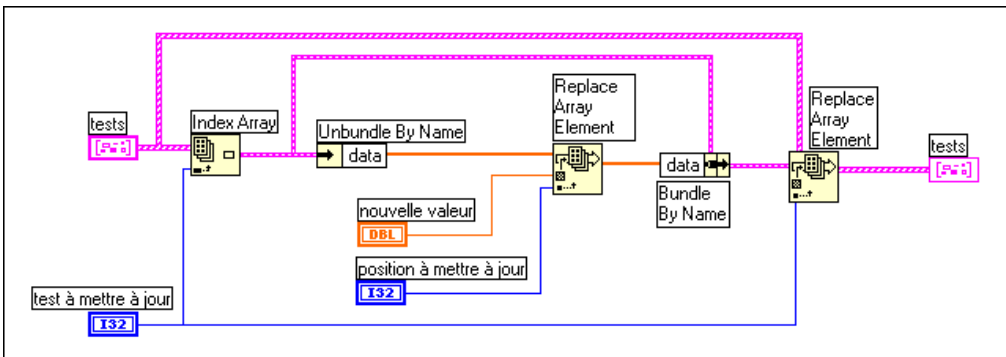 Replace
Array
Element
Replace
Array
Element
tests
Index Array
Unbundle By Name
data
data
tests
Bundle
By Name
nouvelle valeur
DBL
position à mettre à jour
I32
test à mettre à jour
I32